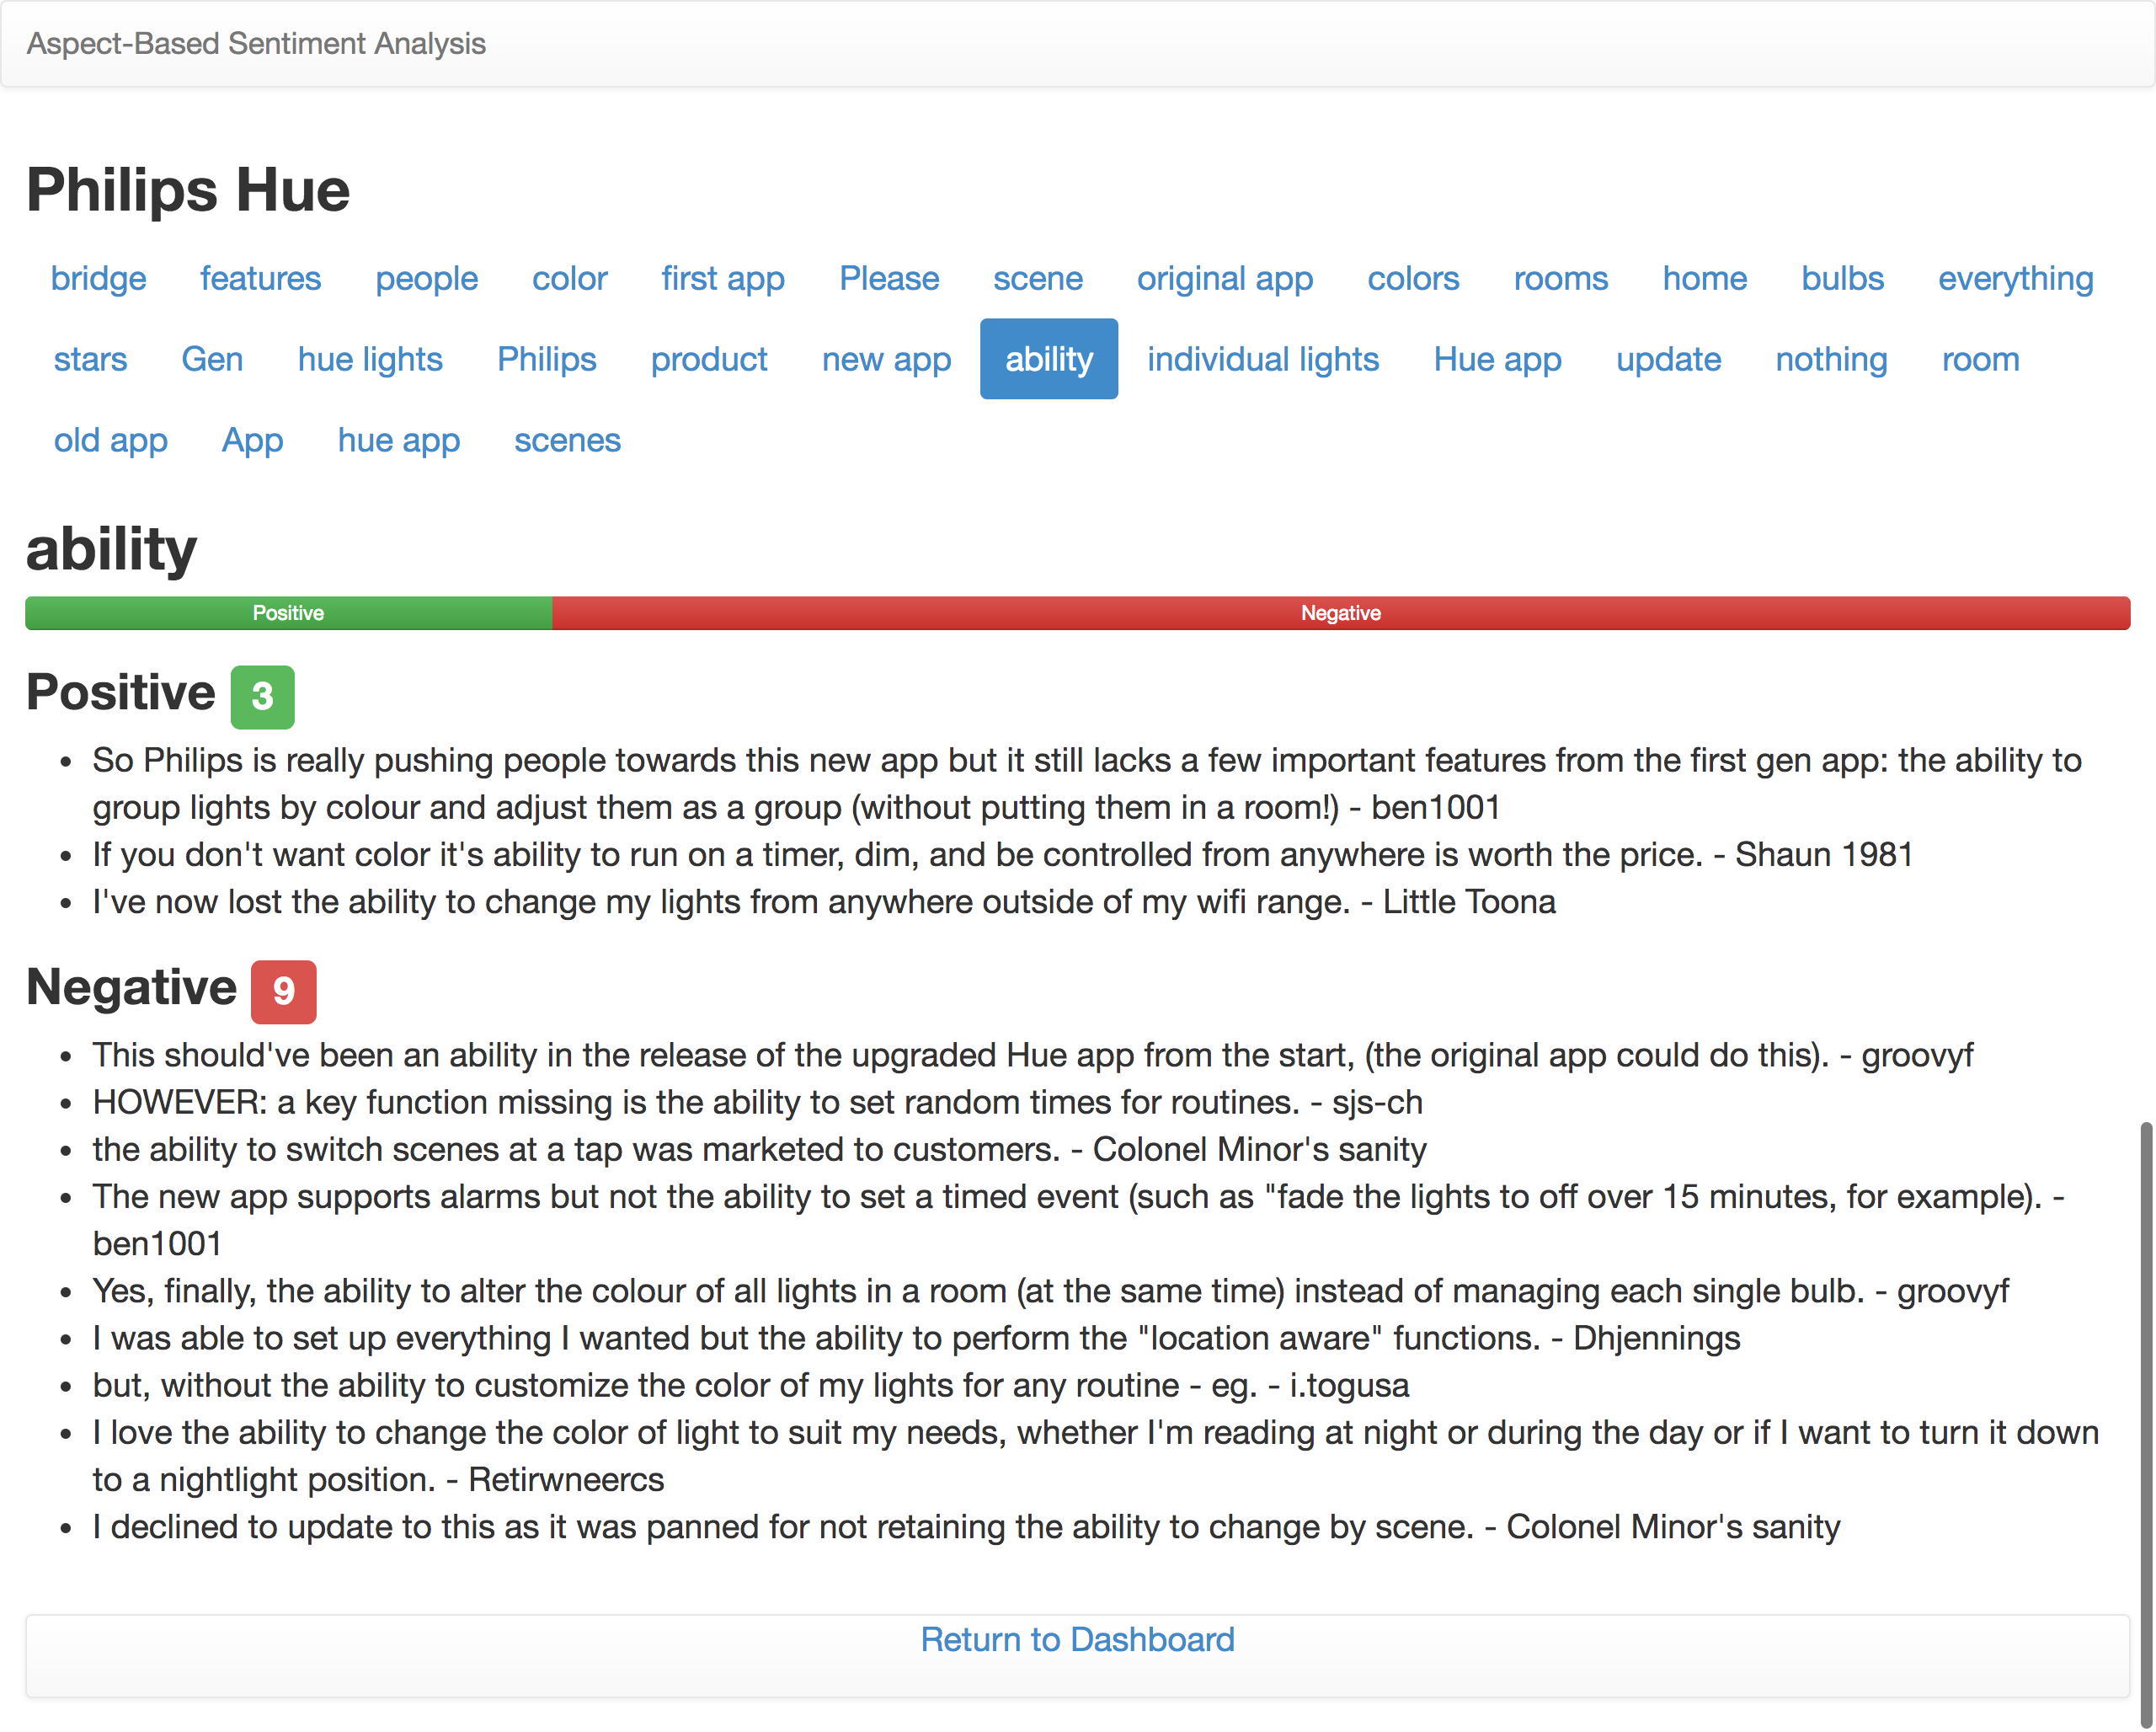 Aspect-Based Sentiment Analysis
Philips Hue
bridge features people color first app Please scene original app colors rooms home bulbs everything
stars Gen hue lights Philips product new app ability individual lights Hue app update nothing room
old app App hue app scenes
ability
Positive Negative
Positive 3
• So Philips is really pushing people towards this new app but it still lacks a few important features from the first gen app: the ability to
group lights by colour and adjust them as a group (without putting them in a room!) - ben1001
• If you don't want color it's ability to run on a timer, dim, and be controlled from anywhere is worth the price. - Shaun 1981
• I've now lost the ability to change my lights from anywhere outside of my wifi range. - Little Toona
Negative 9
• This should've been an ability in the release of the upgraded Hue app from the start, (the original app could do this). - groovyf
• HOWEVER: a key function missing is the ability to set random times for routines. - sjs-ch
• the ability to switch scenes at a tap was marketed to customers. - Colonel Minor's sanity
• The new app supports alarms but not the ability to set a timed event (such as "fade the lights to off over 15 minutes, for example). -
ben1001
• Yes, finally, the ability to alter the colour of all lights in a room (at the same time) instead of managing each single bulb. - groovyf
• I was able to set up everything I wanted but the ability to perform the "location aware" functions. - Dhjennings
• but, without the ability to customize the color of my lights for any routine - eg. - i.togusa
• I love the ability to change the color of light to suit my needs, whether I'm reading at night or during the day or if I want to turn it down
to a nightlight position. - Retirwneercs
• I declined to update to this as it was panned for not retaining the ability to change by scene. - Colonel Minor's sanity
Return to Dashboard